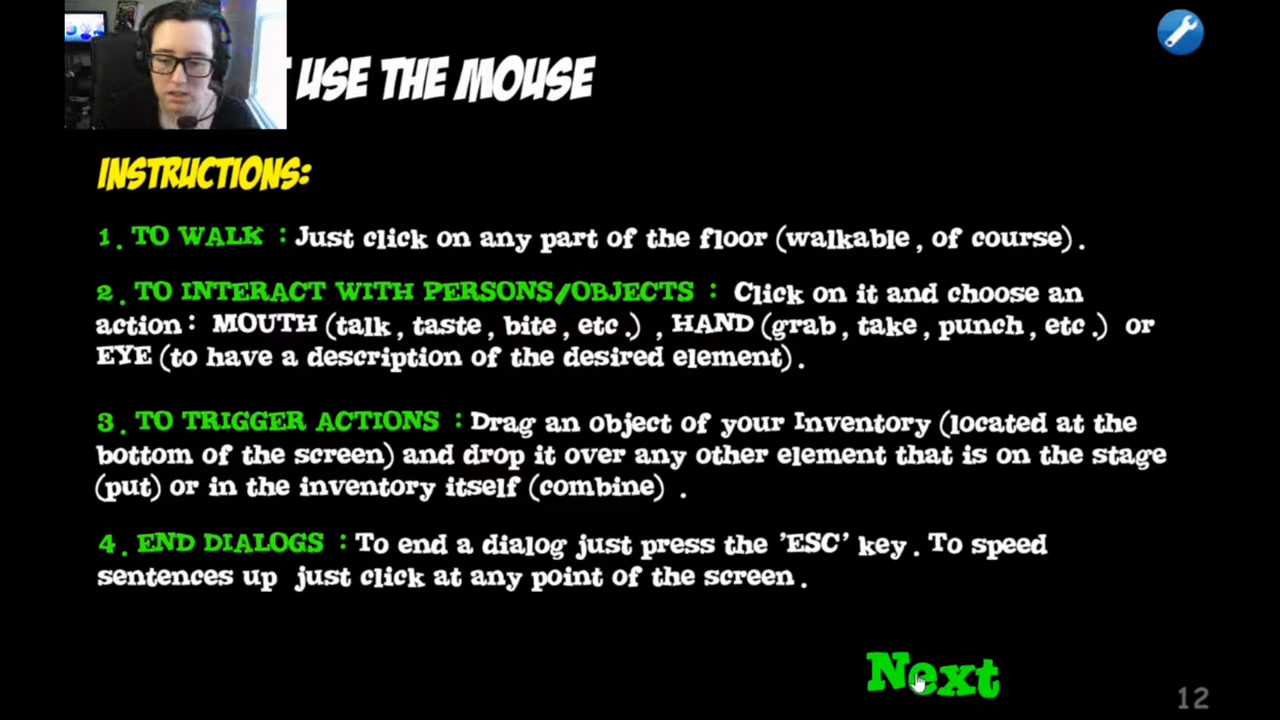 USE THE MOUSE
INSTRUCTIONS:
1. TO WALK : Just click on any part of the floor (walkable, of course).
2. TO INTERACT WITH PERSONS/OBJECTS : Click on it and choose an
action: MOUTH (talk, taste, bite, etc.), HAND (grab, take, punch, etc.) or
EYE (to have a description of the desired element).
3. TO TRIGGER ACTIONS : Drag an object of your Inventory (located at the
bottom of the screen) and drop it over any other element that is on the stage
(put) or in the inventory itself (combine) .
4. END DIALOGS : To end a dialog just press the 'ESC' key. To speed
sentences up just click at any point of the screen.
Next
12